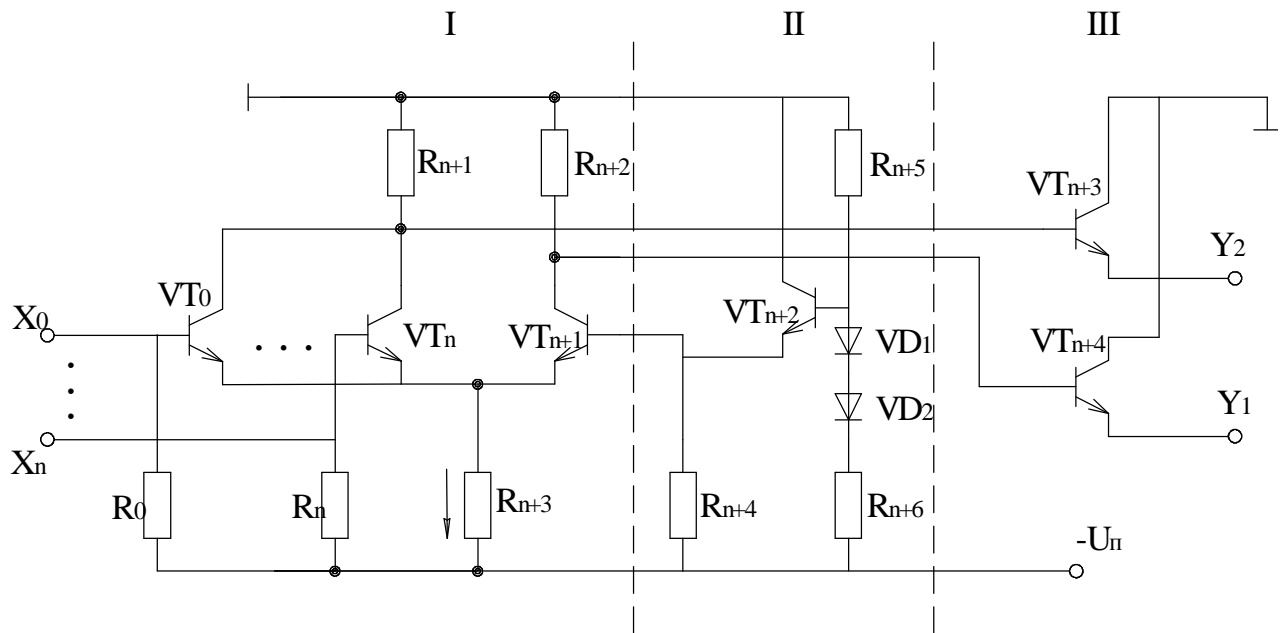 I II III
Rn+1 Rn+2 Rn+5
VTn+3
Y2
VT0
X0
VTn VTn+1 VTn+2
VD1
VTn+4
VD2
Y1
Xn
R0 Rn Rn+3 Rn+4 Rn+6
-Uп